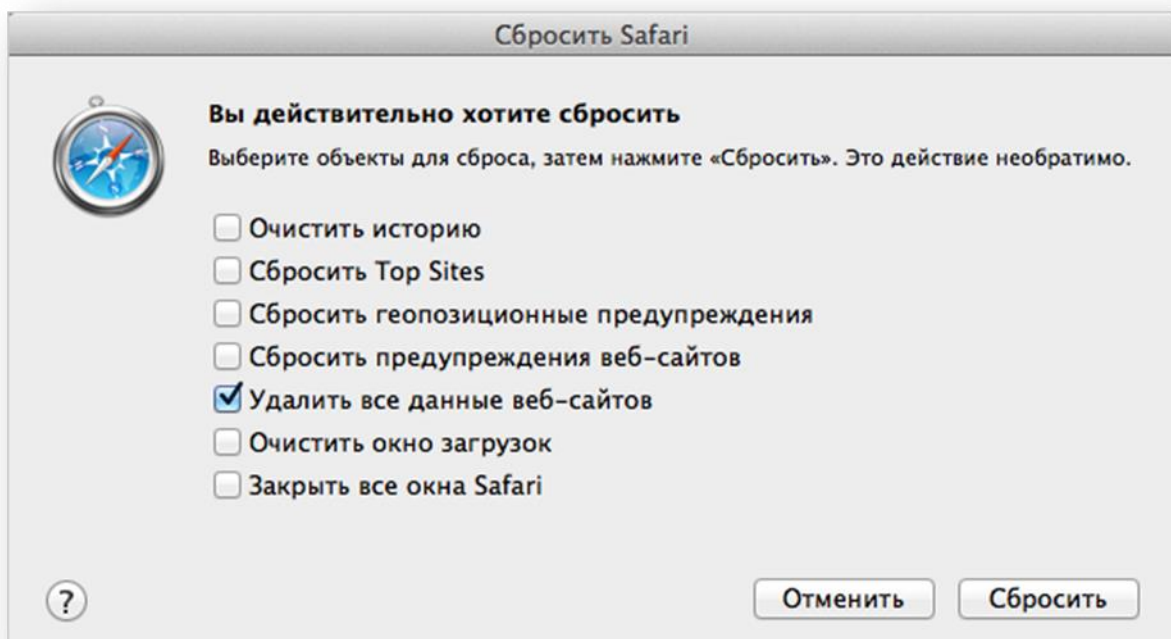 Сбросить Safari
Вы действительно хотите сбросить
Выберите объекты для сброса, затем нажмите «Сбросить». Это действие необратимо.
Очистить историю
Сбросить Top Sites
Сбросить геопозиционные предупреждения
Сбросить предупреждения веб-сайтов
Удалить все данные веб-сайтов
Очистить окно загрузок
Закрыть все окна Safari
? Отменить Сбросить